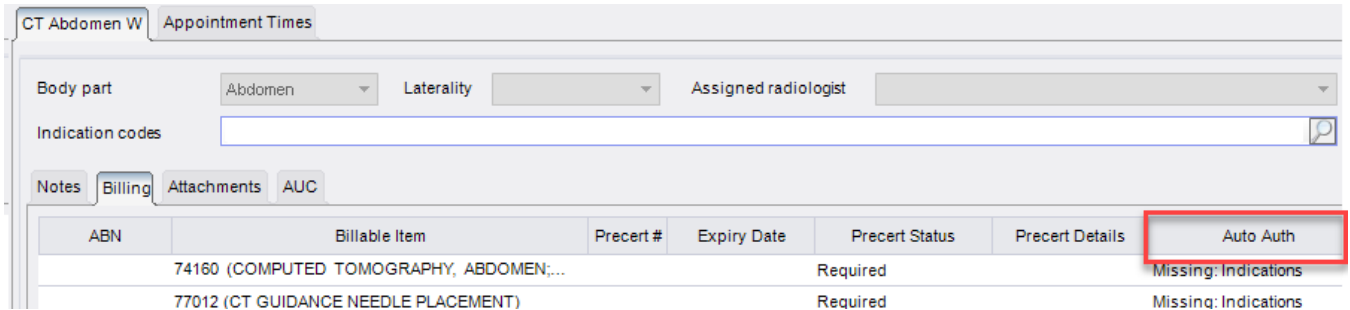 CT Abdomen W Appointment Times
Body part Abdomen Laterality Assigned radiologist
Indication codes
Notes Billing Attachments AUC
ABN Billable Item Precert # Expiry Date Precert Status Precert Details Auto Auth
74160 (COMPUTED TOMOGRAPHY, ABDOMEN;... Required Missing: Indications
77012 (CT GUIDANCE NEEDLE PLACEMENT) Required Missing: Indications